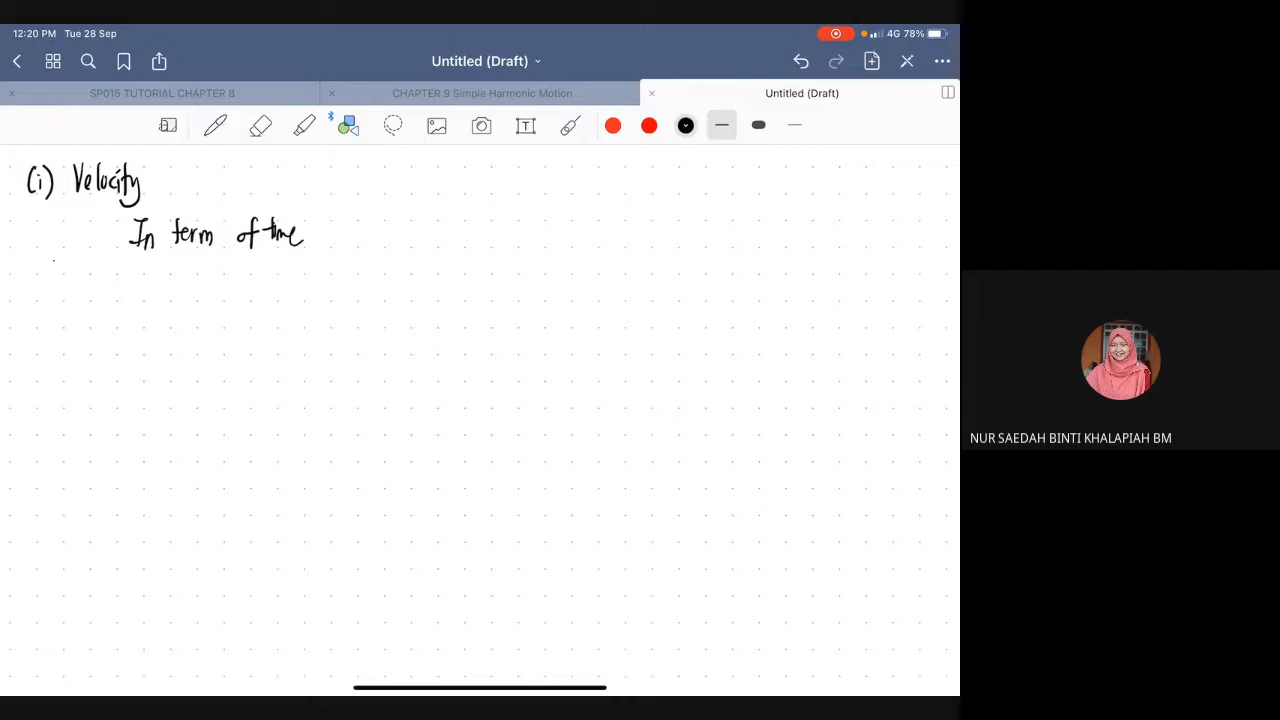 12:20 PM Tue 28 Sep
4G 78%
Untitled (Draft)
SP015 TUTORIAL CHAPTER 8
CHAPTER 9 Simple Harmonic Motion
Untitled (Draft)
T
(i) Velocity
In term of time
NUR SAEDAH BINTI KHALAPIAH BM